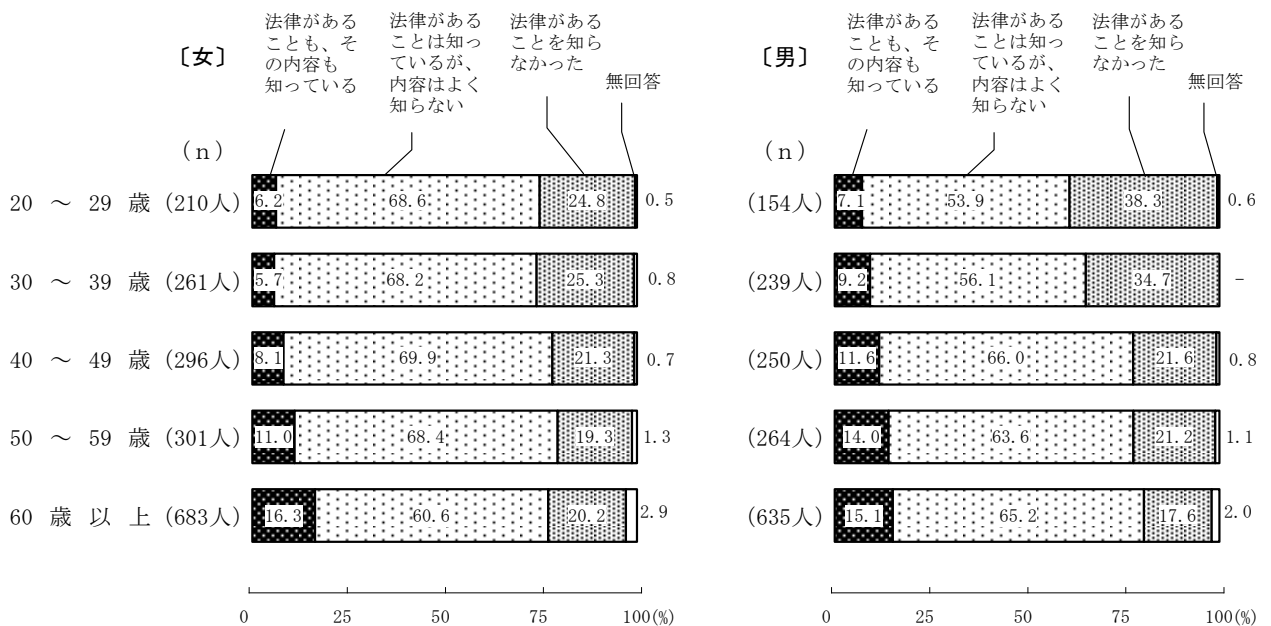 〔女〕
法律がある
ことも、そ
の内容も
知っている
法律がある
ことは知っ
ているが、
内容はよく
知らない
法律がある
ことを知ら
なかった
無回答
(n)
20 ～ 29 歳 (210人) 6.2 68.6 24.8 0.5
30 ～ 39 歳 (261人) 5.7 68.2 25.3 0.8
40 ～ 49 歳 (296人) 8.1 69.9 21.3 0.7
50 ～ 59 歳 (301人) 11.0 68.4 19.3 1.3
60 歳 以 上 (683人) 16.3 60.6 20.2 2.9
0 25 50 75 100(%)
〔男〕
法律がある
ことも、そ
の内容も
知っている
法律がある
ことは知っ
ているが、
内容はよく
知らない
法律がある
ことを知ら
なかった
無回答
(n)
(154人) 7.1 53.9 38.3 0.6
(239人) 9.2 56.1 34.7 -
(250人) 11.6 66.0 21.6 0.8
(264人) 14.0 63.6 21.2 1.1
(635人) 15.1 65.2 17.6 2.0
0 25 50 75 100(%)